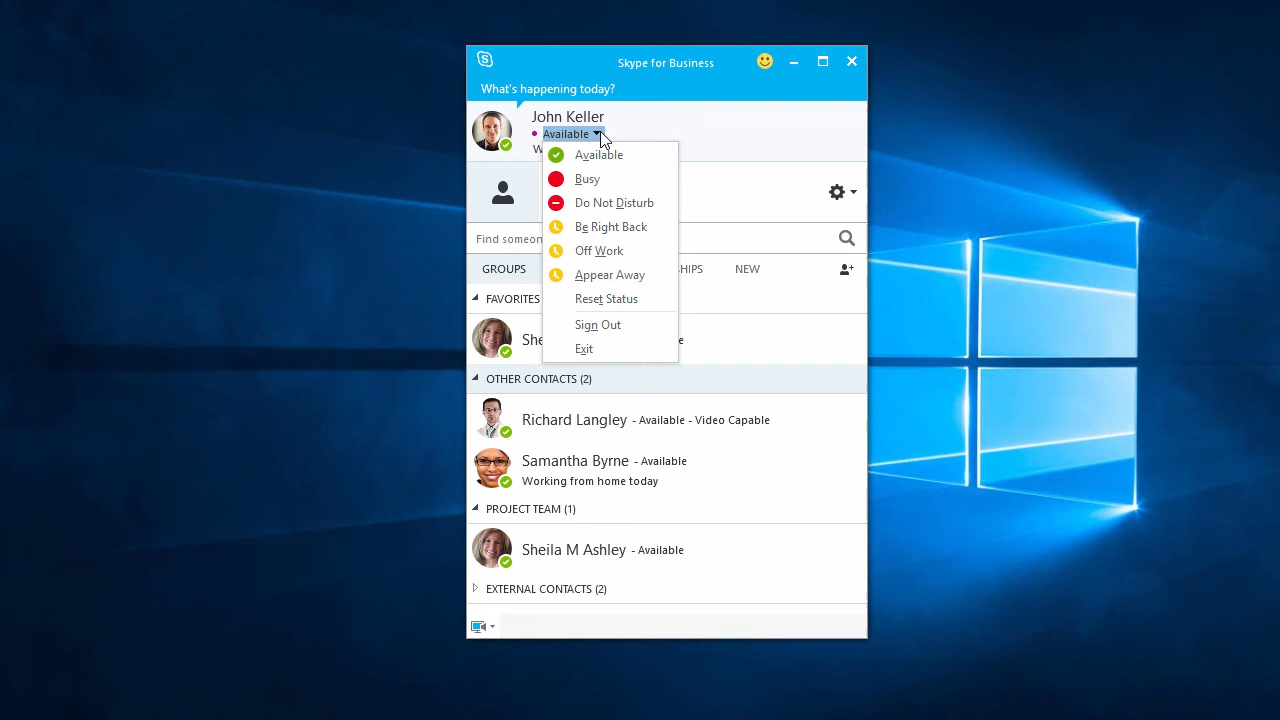 Skype for Business
What's happening today?
John Keller
Available
W
Available
Busy
Do Not Disturb
Be Right Back
Off Work
Appear Away
Reset Status
Sign Out
Exit
Find someon
GROUPS
SHIPS
NEW
FAVORITES
She
e
OTHER CONTACTS (2)
Richard Langley - Available - Video Capable
Samantha Byrne - Available
Working from home today
PROJECT TEAM (1)
Sheila M Ashley - Available
EXTERNAL CONTACTS (2)